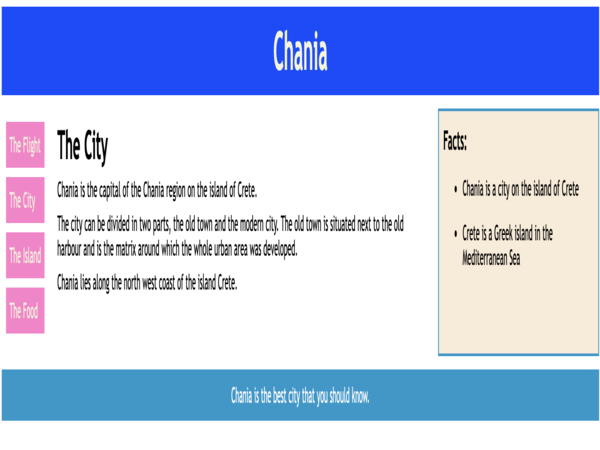 Chania
The Flight
The City
The Island
The Food
The City
Chania is the capital of the Chania region on the island of Crete.
The city can be divided in two parts, the old town and the modern city. The old town is situated next to the old
harbour and is the matrix around which the whole urban area was developed.
Chania lies along the north west coast of the island Crete.
Facts:
• Chania is a city on the island of Crete
• Crete is a Greek island in the
Mediterranean Sea
Chania is the best city that you should know.